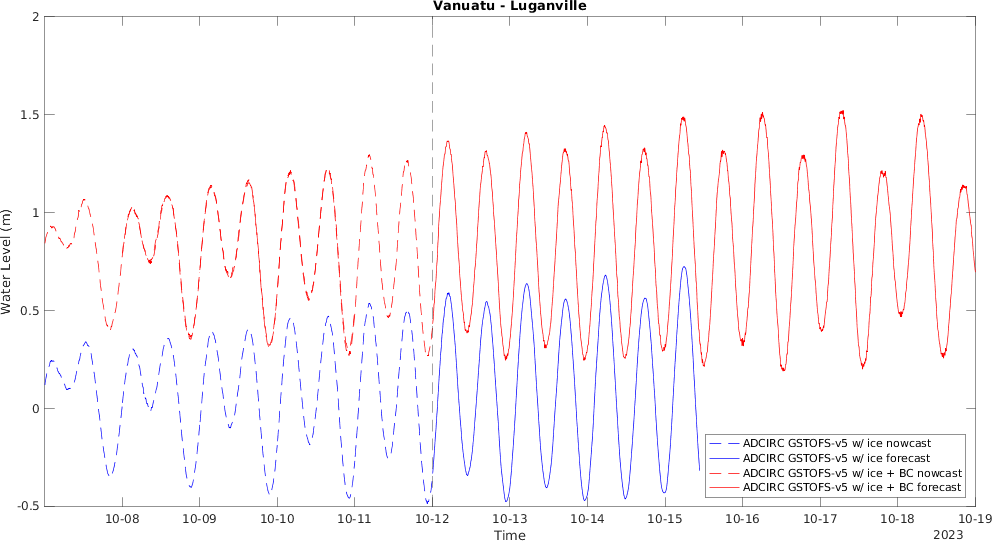 Vanuatu - Luganville
Water Level (m)
2
1.5
1
0.5
0
-0.5
10-08 10-09 10-10 10-11 10-12 10-13 10-14 10-15 10-16 10-17 10-18 10-19
Time
2023
ADCIRC GSTOFS-v5 w/ ice nowcast
ADCIRC GSTOFS-v5 w/ ice forecast
ADCIRC GSTOFS-v5 w/ ice + BC nowcast
ADCIRC GSTOFS-v5 w/ ice + BC forecast